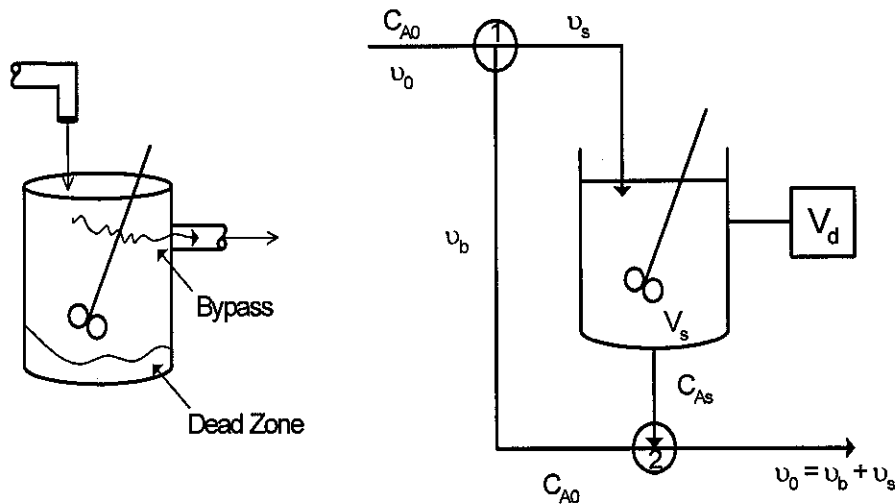 Bypass
Dead Zone
C_A0
1
υ_s
υ_0
υ_b
V_d
V_s
C_As
2
C_A0
υ_0 = υ_b + υ_s